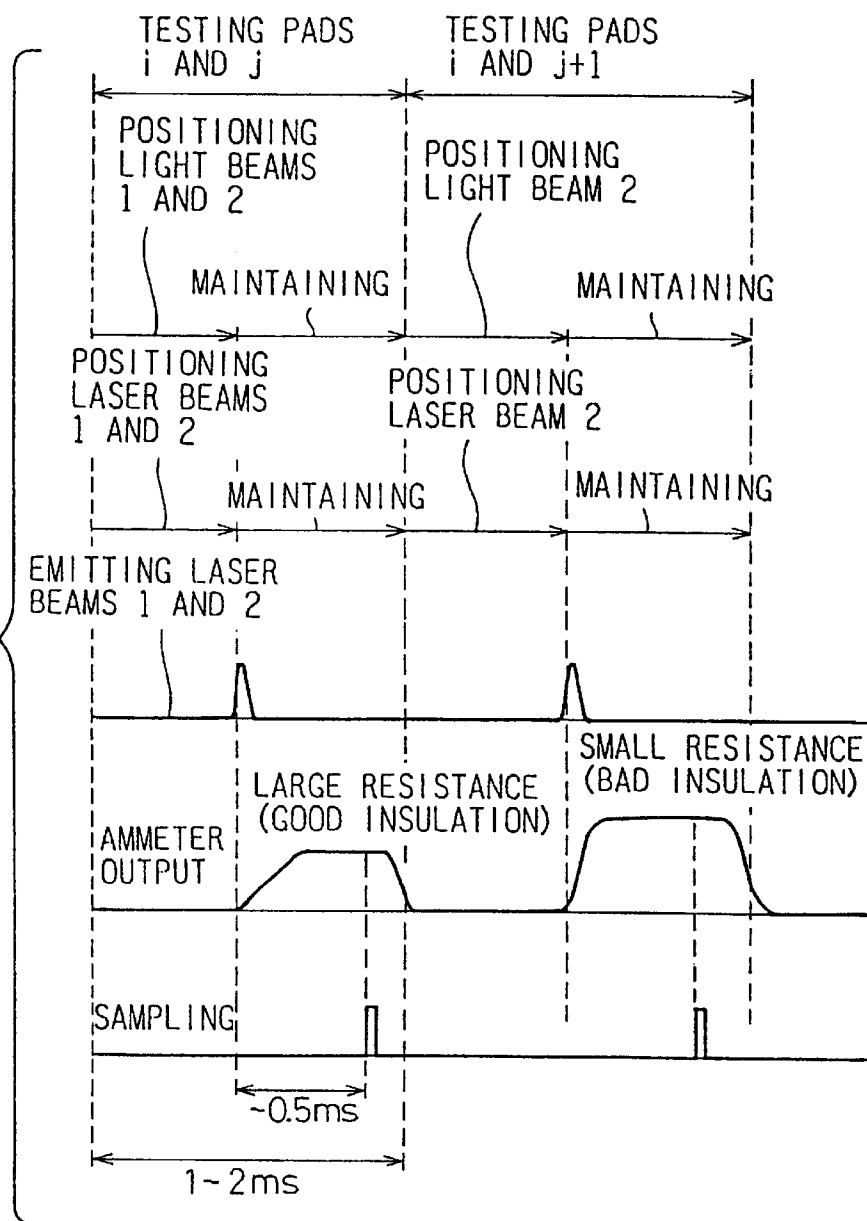 TESTING PADS
i AND j
TESTING PADS
i AND j+1
POSITIONING
LIGHT BEAMS
1 AND 2
POSITIONING
LIGHT BEAM 2
MAINTAINING
MAINTAINING
POSITIONING
LASER BEAMS
1 AND 2
POSITIONING
LASER BEAM 2
MAINTAINING
MAINTAINING
EMITTING LASER
BEAMS 1 AND 2
SMALL RESISTANCE
(BAD INSULATION)
LARGE RESISTANCE
(GOOD INSULATION)
AMMETER
OUTPUT
SAMPLING
~0.5ms
1~2ms